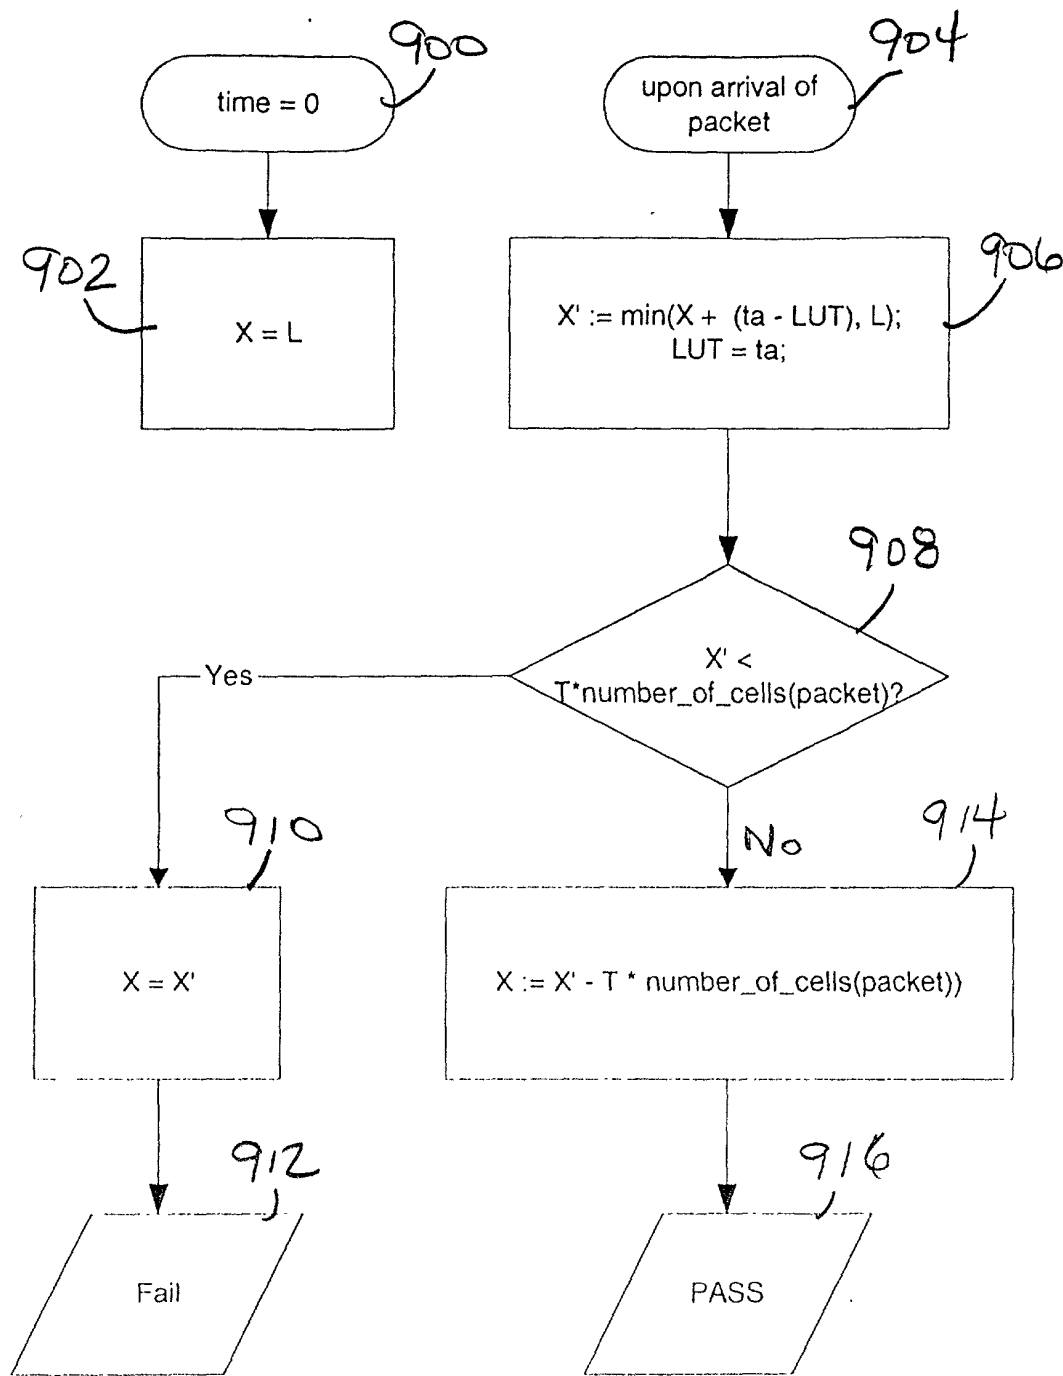 900
904
time = 0
upon arrival of
packet
902
906
X = L
X' := min(X + (ta - LUT), L);
LUT = ta;
908
X' <
T*number_of_cells(packet)?
Yes
910
No
914
X = X'
X := X' - T * number_of_cells(packet))
912
916
Fail
PASS